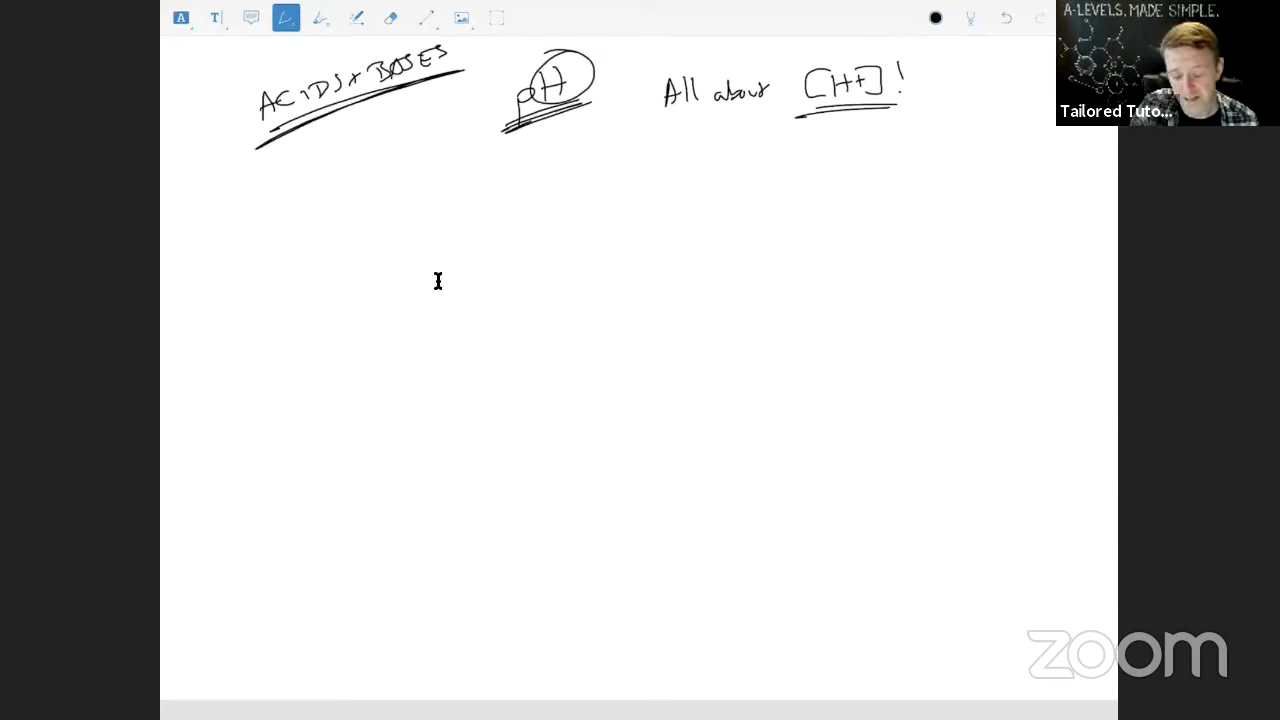 A-LEVELS. MADE SIMPLE.
ACIDS + BASES pH All about [H+]!
Tailored Tuto...
A T
zoom